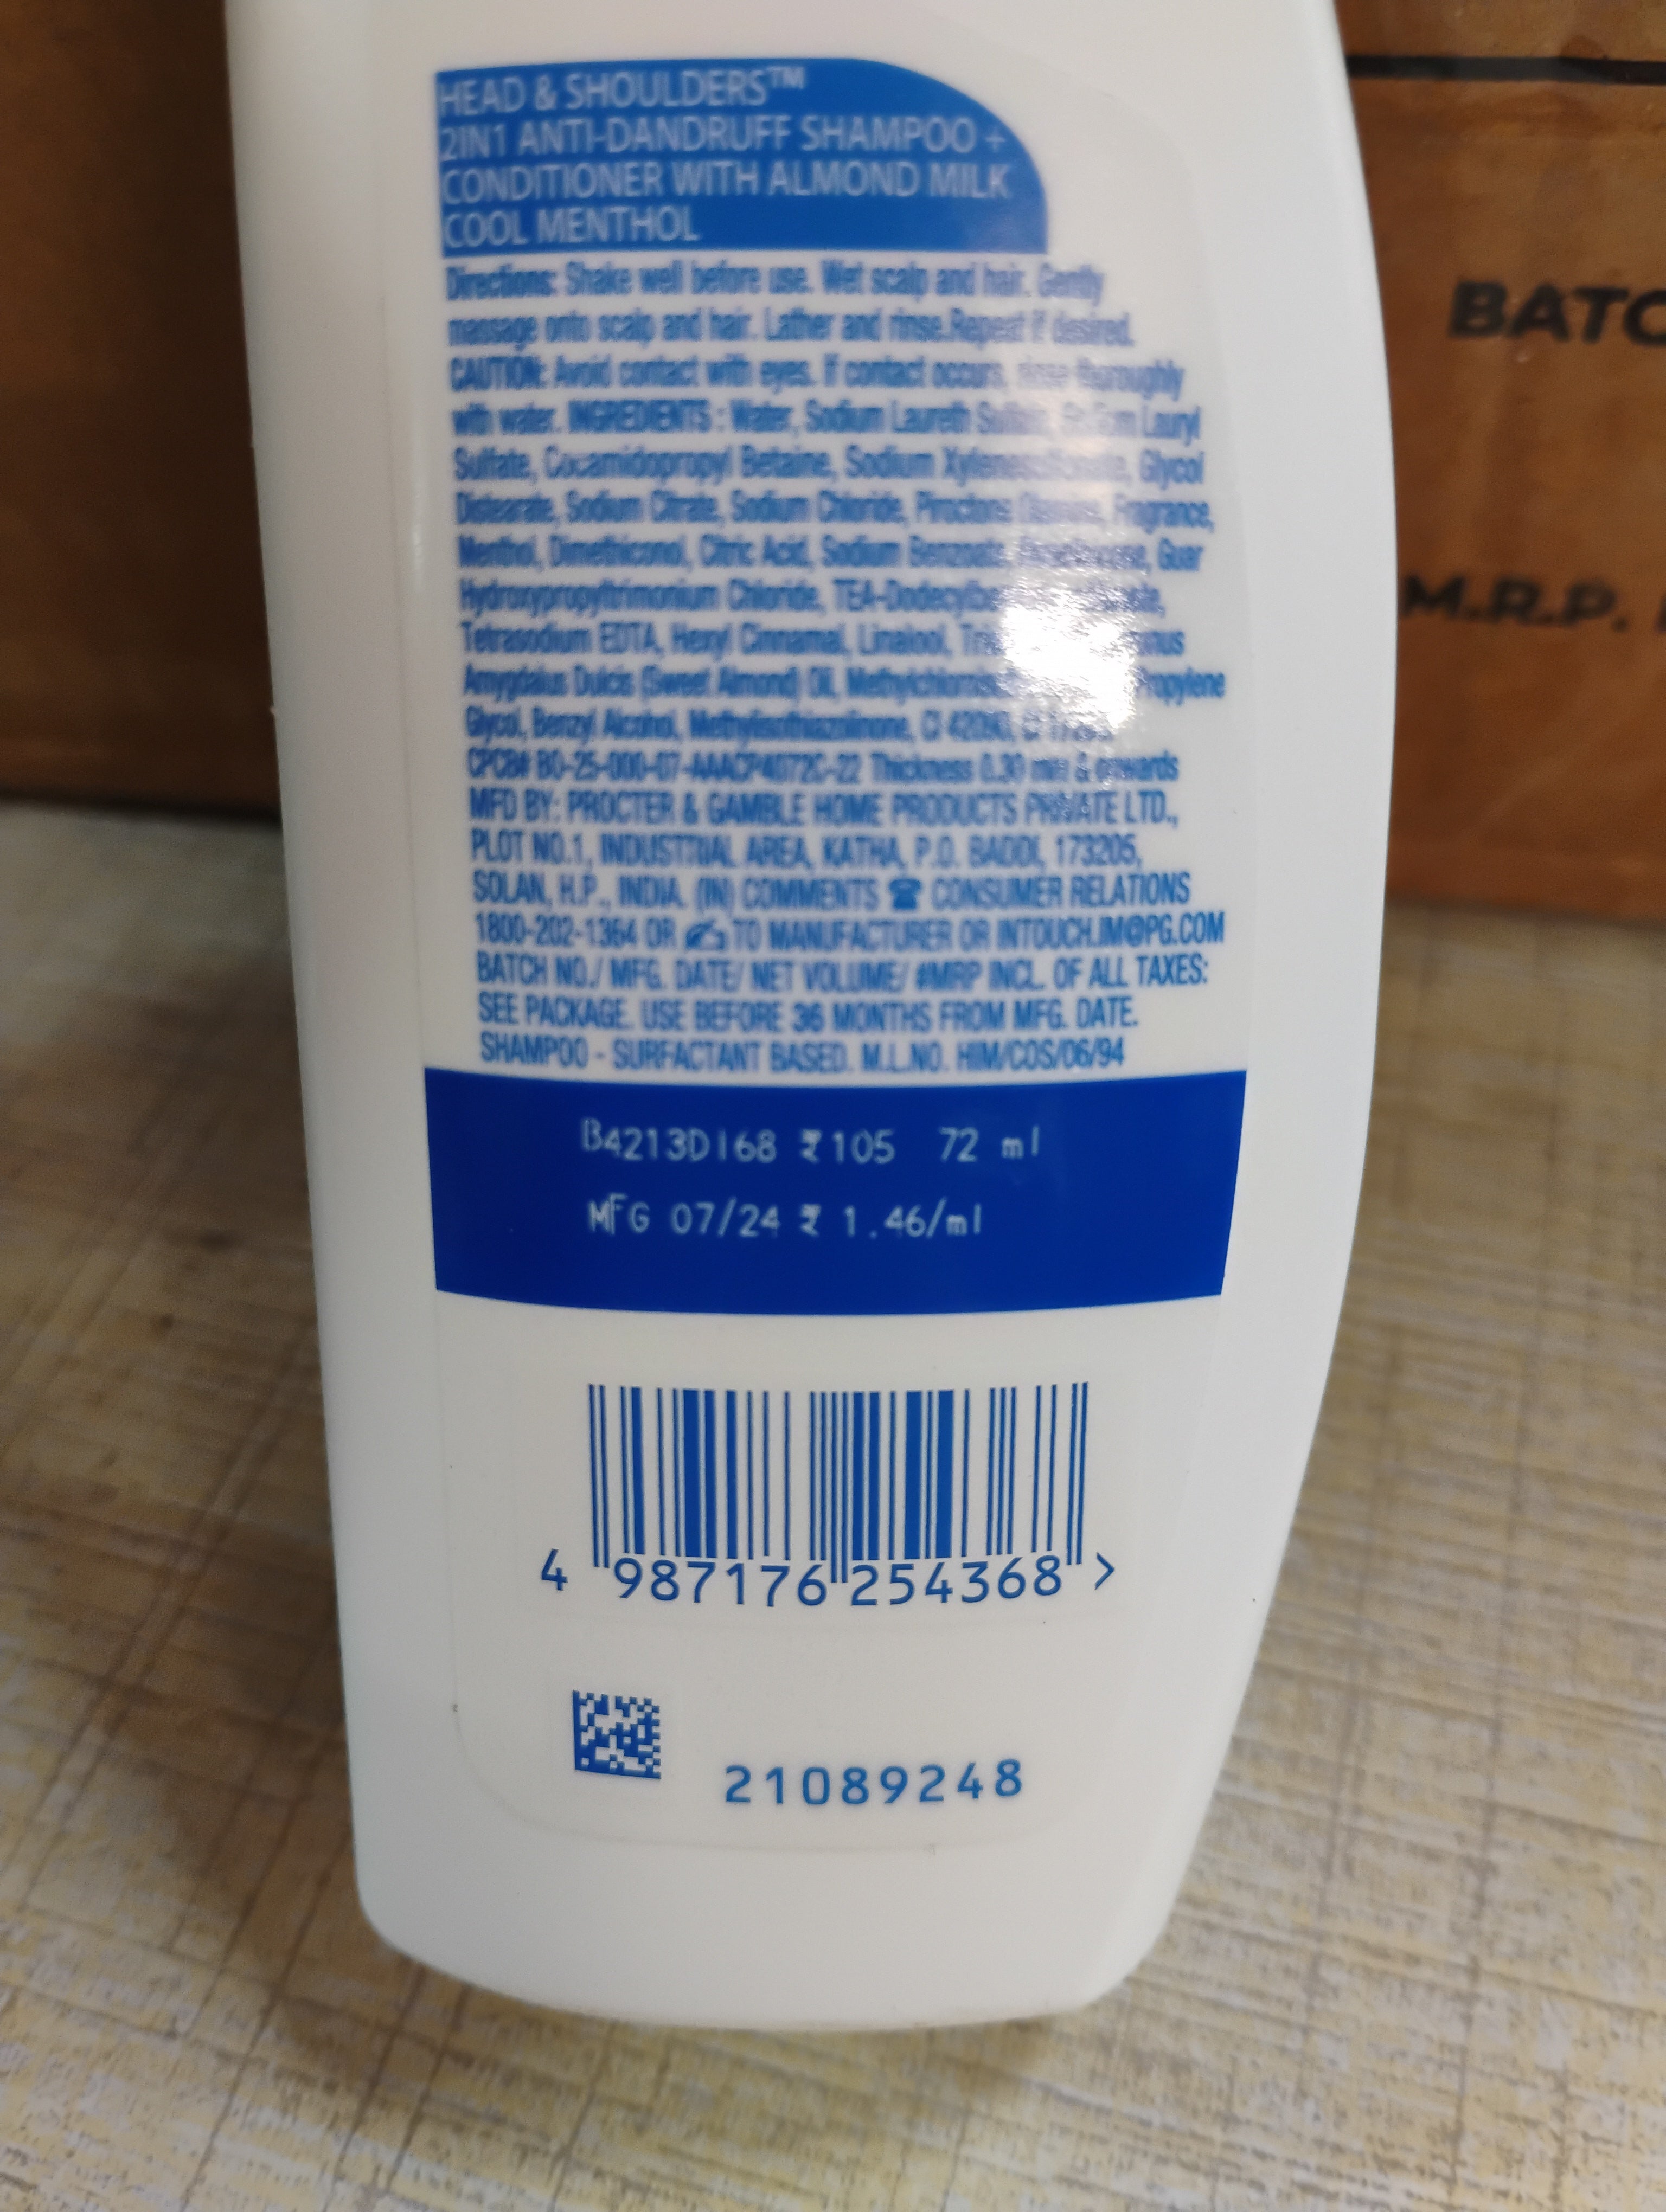 HEAD & SHOULDERS™
2IN1 ANTI-DANDRUFF SHAMPOO +
CONDITIONER WITH ALMOND MILK
COOL MENTHOL
Directions: Shake well before use. Wet scalp and hair. Gently
massage onto scalp and hair. Lather and rinse.Repeat if desired.
CAUTION: Avoid contact with eyes. If contact occurs, rinse thoroughly
with water. INGREDIENTS : Water, Sodium Laureth Lauryl
Sulfate, Cocamidopropyl Betaine, Sodium Glycol
Distearate, Sodium Citrate, Sodium Chloride, Piroctone Fragrance,
Menthol, Dimethiconol, Citric Acid, Sodium Guar
Hydroxypropyltrimonium Chloride,
Tetrasodium EDTA, Hexyl Cinnamal, Linalool,
Amygdalus Dulcis (Sweet Almond) Oil, Propylene
Glycol, Benzyl Alcohol, Methylisothiazolinone, CI 42090, CI
CPCB# BO-25-000-07-AAACP4072C-22 Thickness 0.30 mm & onwards
MFD BY: PROCTER & GAMBLE HOME PRODUCTS PRIVATE LTD.,
PLOT NO.1, INDUSTRIAL AREA, KATHA, P.O. BADDI, 173205,
SOLAN, H.P., INDIA. (IN) COMMENTS ☎ CONSUMER RELATIONS
1800-202-1364 OR ✍ TO MANUFACTURER OR INTOUCH.IM@PG.COM
BATCH NO./ MFG. DATE/ NET VOLUME/ #MRP INCL. OF ALL TAXES:
SEE PACKAGE. USE BEFORE 36 MONTHS FROM MFG. DATE.
SHAMPOO - SURFACTANT BASED. M.L.NO. HIM/COS/06/94
B4213D168 ₹105 72 ml
MFG 07/24 ₹ 1.46/ml
4 987176 254368 >
21089248
BATC
M.R.P.